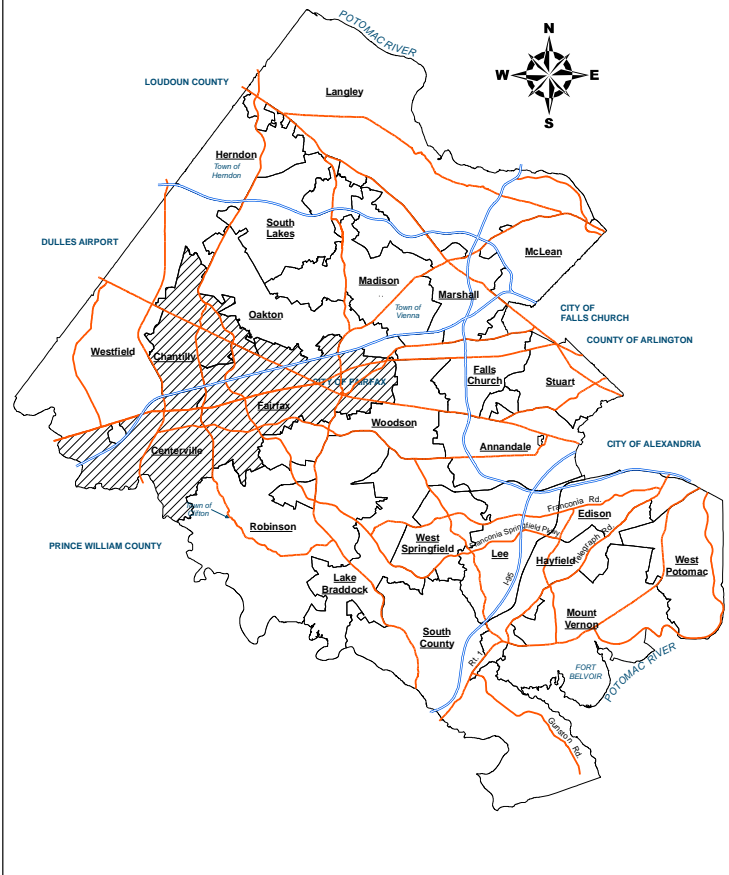 POTOMAC RIVER
N
W
E
S
LOUDOUN COUNTY
Langley
Herndon
Town of
Herndon
South
Lakes
DULLES AIRPORT
McLean
Madison
Marshall
Town of
Vienna
CITY OF
FALLS CHURCH
Oakton
COUNTY OF ARLINGTON
Westfield
Chantilly
Falls
Church
Stuart
CITY OF FAIRFAX
Fairfax
Woodson
Annandale
CITY OF ALEXANDRIA
Centerville
Town of
Clifton
Robinson
Franconia Rd.
Edison
PRINCE WILLIAM COUNTY
West
Springfield
Franconia Springfield Pkwy
Telegraph Rd.
Lee
Hayfield
West
Potomac
Lake
Braddock
I-95
Mount
Vernon
South
County
Rt. 1
FORT
BELVOIR
POTOMAC RIVER
Gunston Rd.